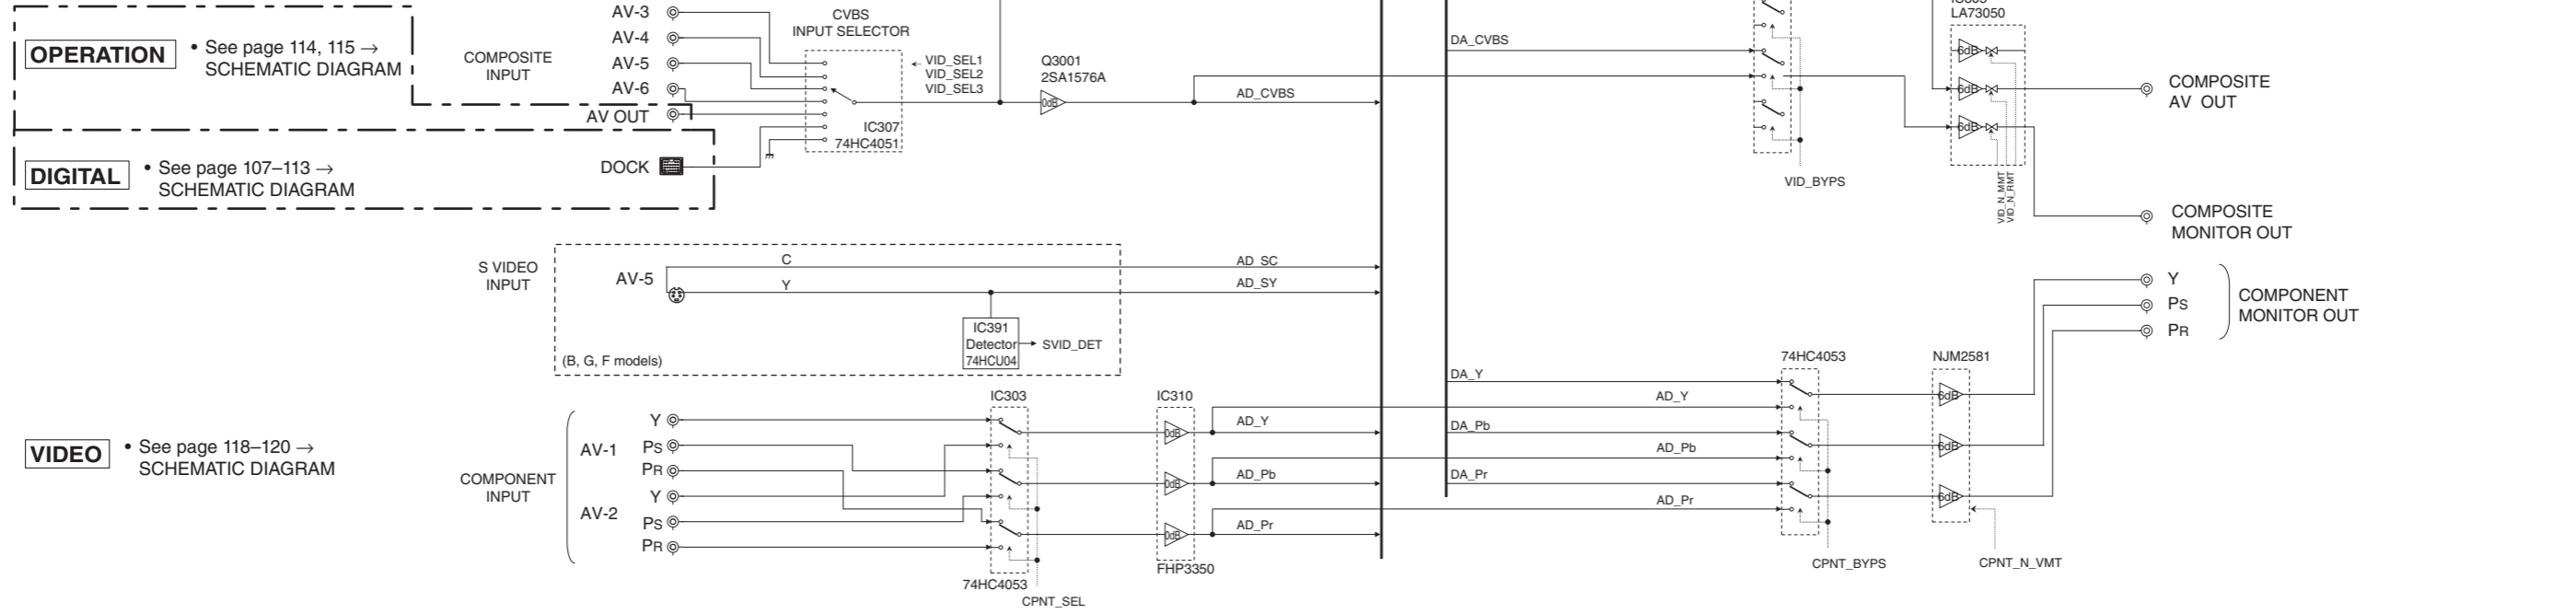 OPERATION
• See page 114, 115 →
SCHEMATIC DIAGRAM
DIGITAL
• See page 107–113 →
SCHEMATIC DIAGRAM
VIDEO
• See page 118–120 →
SCHEMATIC DIAGRAM
COMPOSITE
INPUT
AV-3
AV-4
AV-5
AV-6
AV OUT
DOCK
CVBS
INPUT SELECTOR
IC307
74HC4051
← VID_SEL1
VID_SEL2
VID_SEL3
Q3001
2SA1576A
0dB
AD_CVBS
DA_CVBS
VID_BYPS
LA73050
6dB
6dB
6dB
VID_N_MMT
VID_N_RMT
COMPOSITE
AV OUT
COMPOSITE
MONITOR OUT
S VIDEO
INPUT
AV-5
C
Y
AD_SC
AD_SY
IC391
Detector
74HCU04
SVID_DET
(B, G, F models)
COMPONENT
INPUT
AV-1
Y
PS
PR
AV-2
Y
PS
PR
IC303
74HC4053
CPNT_SEL
IC310
0dB
0dB
0dB
FHP3350
AD_Y
AD_Pb
AD_Pr
DA_Y
AD_Y
DA_Pb
AD_Pb
DA_Pr
AD_Pr
74HC4053
CPNT_BYPS
NJM2581
6dB
6dB
6dB
CPNT_N_VMT
Y
PS
PR
COMPONENT
MONITOR OUT